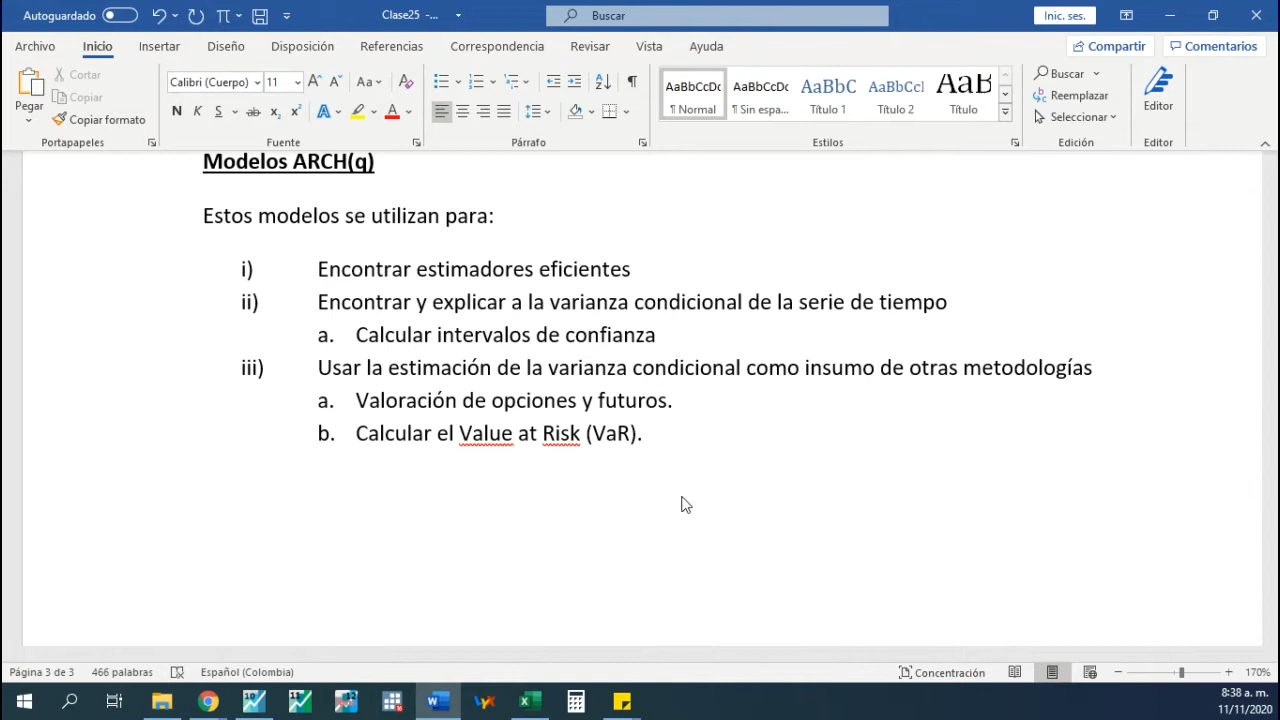 Autoguardado
Clase25 -...
Buscar
Inic. ses.
Archivo Inicio Insertar Diseño Disposición Referencias Correspondencia Revisar Vista Ayuda
Compartir Comentarios
Pegar
Cortar
Copiar
Copiar formato
Portapapeles
Calibri (Cuerpo) 11
Fuente
Párrafo
AaBbCcDc AaBbCcDc AaBbC AaBbCcl AaB
¶ Normal ¶ Sin espa... Título 1 Título 2 Título
Estilos
Buscar
Reemplazar
Seleccionar
Edición
Editor
Editor
Modelos ARCH(q)
Estos modelos se utilizan para:
i) Encontrar estimadores eficientes
ii) Encontrar y explicar a la varianza condicional de la serie de tiempo
a. Calcular intervalos de confianza
iii) Usar la estimación de la varianza condicional como insumo de otras metodologías
a. Valoración de opciones y futuros.
b. Calcular el Value at Risk (VaR).
Página 3 de 3 466 palabras Español (Colombia)
Concentración 170%
8:38 a. m.
11/11/2020